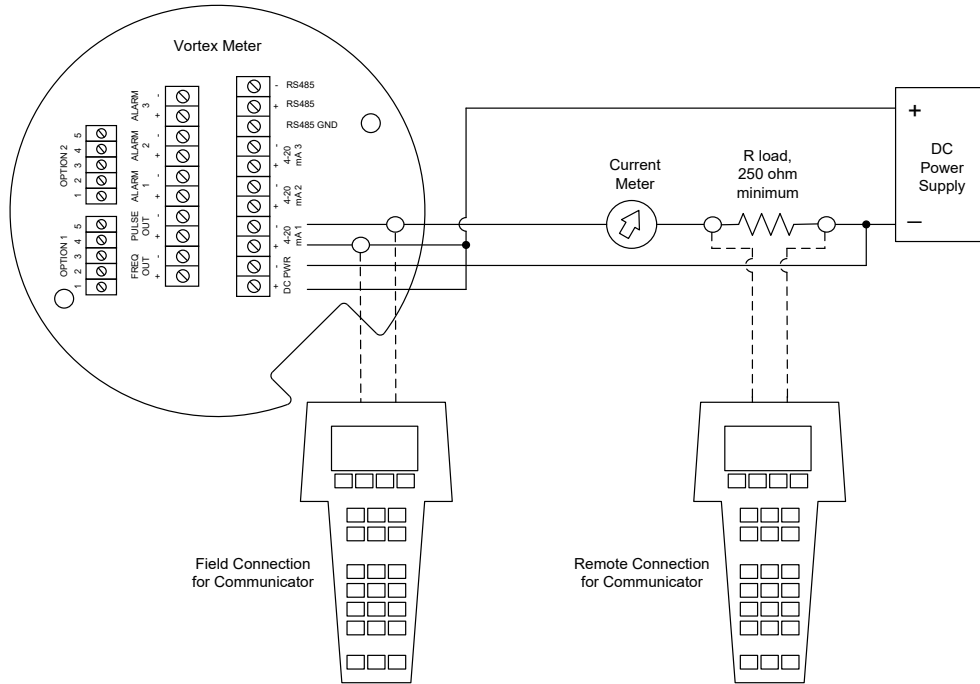 Vortex Meter
- RS485
+ RS485
RS485 GND
- 4-20
+ mA 3
- 4-20
+ mA 2
- 4-20
+ mA 1
- DC PWR
+
ALARM
3
- +
ALARM
2
- +
ALARM
1
- +
PULSE
OUT
- +
FREQ
OUT
- +
OPTION 2
5
4
3
2
1
OPTION 1
5
4
3
2
1
Current
Meter
R load,
250 ohm
minimum
+
DC
Power
Supply
–
Field Connection
for Communicator
Remote Connection
for Communicator